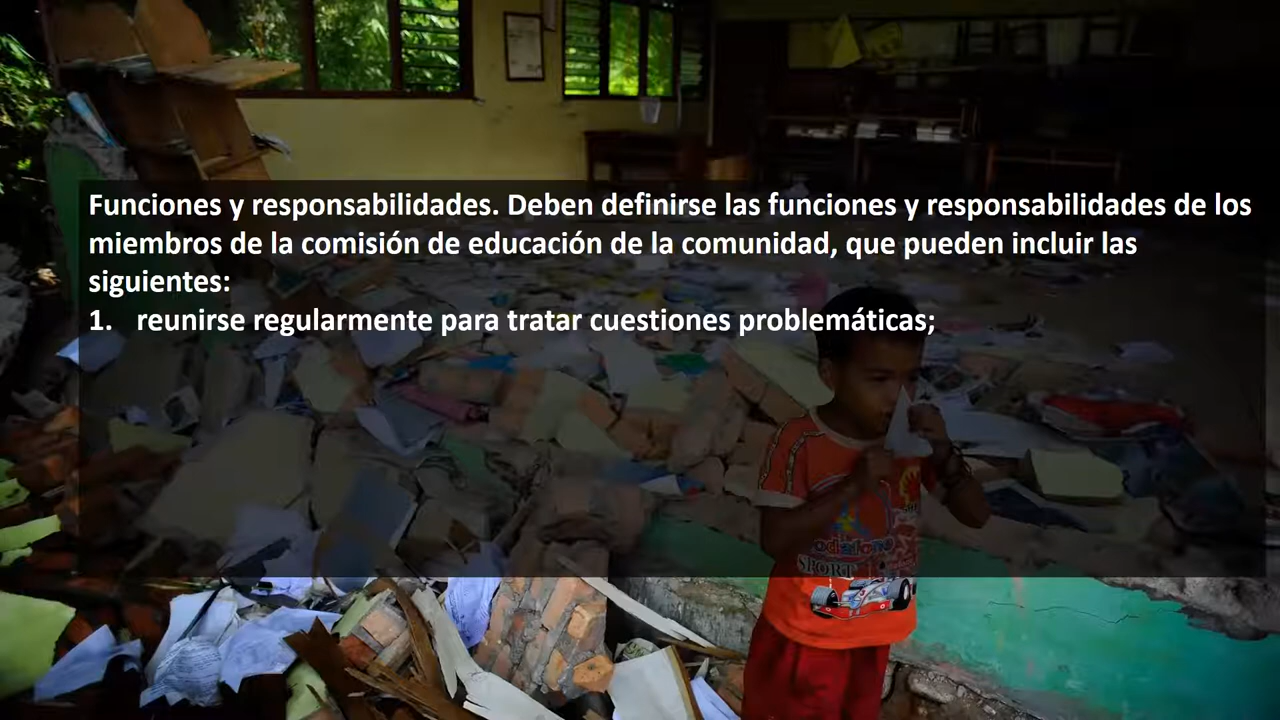 Funciones y responsabilidades. Deben definirse las funciones y responsabilidades de los
miembros de la comisión de educación de la comunidad, que pueden incluir las
siguientes:
1. reunirse regularmente para tratar cuestiones problemáticas;
SPORT